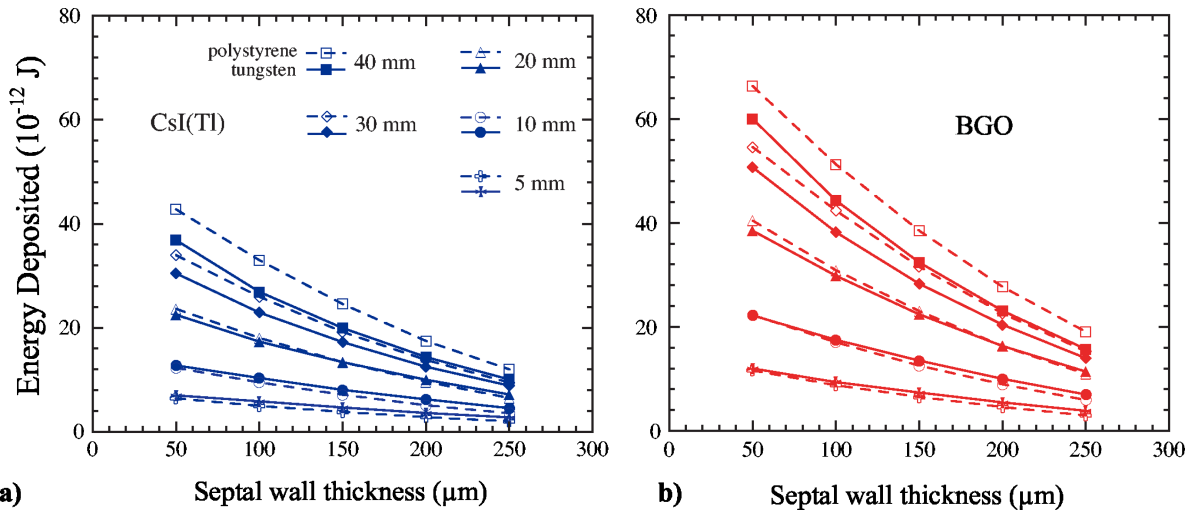 80
60
40
20
0
Energy Deposited (10⁻¹² J)
polystyrene
tungsten
40 mm
20 mm
CsI(Tl)
30 mm
10 mm
5 mm
0 50 100 150 200 250 300
a)
Septal wall thickness (µm)
80
60
40
20
0
BGO
0 50 100 150 200 250 300
b)
Septal wall thickness (µm)